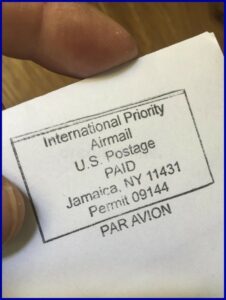 International Priority
Airmail
U.S. Postage
PAID
Jamaica, NY 11431
Permit 09144
PAR AVION